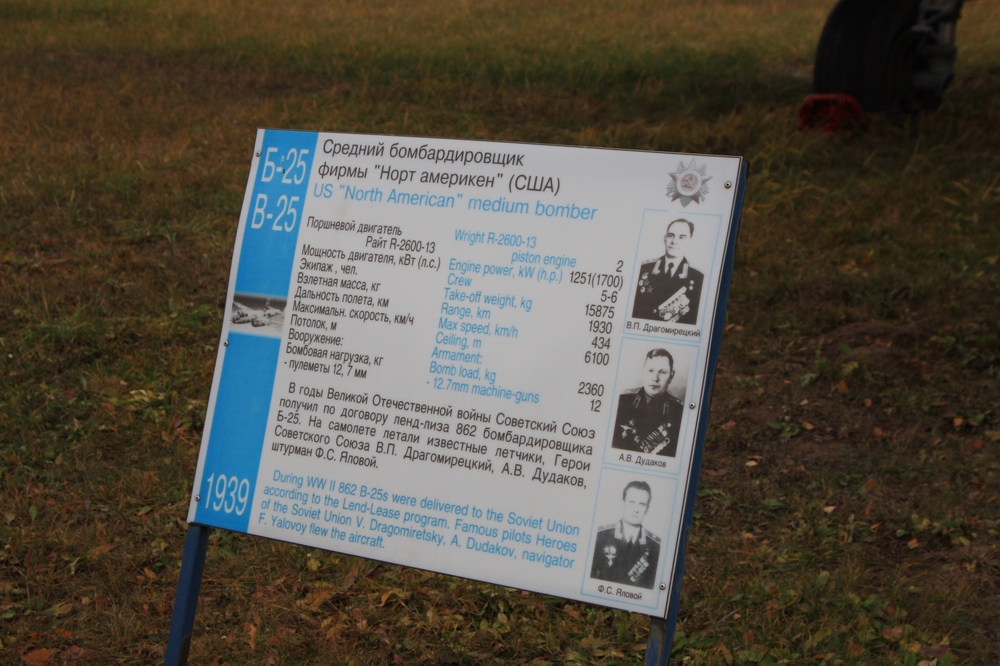 Б-25
B-25
1939
Средний бомбардировщик
фирмы "Норт америкен" (США)
US "North American" medium bomber
Поршневой двигатель
Райт R-2600-13
Мощность двигателя, кВт (л.с.)
Экипаж , чел.
Взлетная масса, кг
Дальность полета, км
Максимальн. скорость, км/ч
Потолок, м
Вооружение:
Бомбовая нагрузка, кг
- пулеметы 12, 7 мм
Wright R-2600-13
piston engine 2
Engine power, kW (h.p.) 1251(1700)
Crew 5-6
Take-off weight, kg 15875
Range, km 1930
Max speed, km/h 434
Ceiling, m 6100
Armament:
Bomb load, kg 2360
- 12.7mm machine-guns 12
В годы Великой Отечественной войны Советский Союз
получил по договору ленд-лиза 862 бомбардировщика
Б-25. На самолете летали известные летчики, Герои
Советского Союза В.П. Драгомирецкий, А.В. Дудаков,
штурман Ф.С. Яловой.
During WW II 862 B-25s were delivered to the Soviet Union
according to the Lend-Lease program. Famous pilots Heroes
of the Soviet Union V. Dragomiretsky, A. Dudakov, navigator
F. Yalovoy flew the aircraft.
В.П. Драгомирецкий
А.В. Дудаков
Ф.С. Яловой